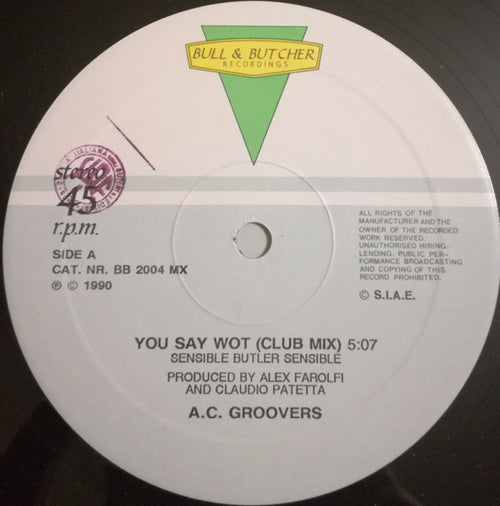 BULL & BUTCHER
RECORDINGS
stereo
45
r.p.m.
SIDE A
CAT. NR. BB 2004 MX
℗ © 1990
ALL RIGHTS OF THE
MANUFACTURER AND THE
OWNER OF THE RECORDED
WORK RESERVED.
UNAUTHORISED HIRING,
LENDING, PUBLIC PER-
FORMANCE BROADCASTING
AND COPYING OF THIS
RECORD PROHIBITED.
© S.I.A.E.
YOU SAY WOT (CLUB MIX) 5:07
SENSIBLE BUTLER SENSIBLE
PRODUCED BY ALEX FAROLFI
AND CLAUDIO PATETTA
A.C. GROOVERS